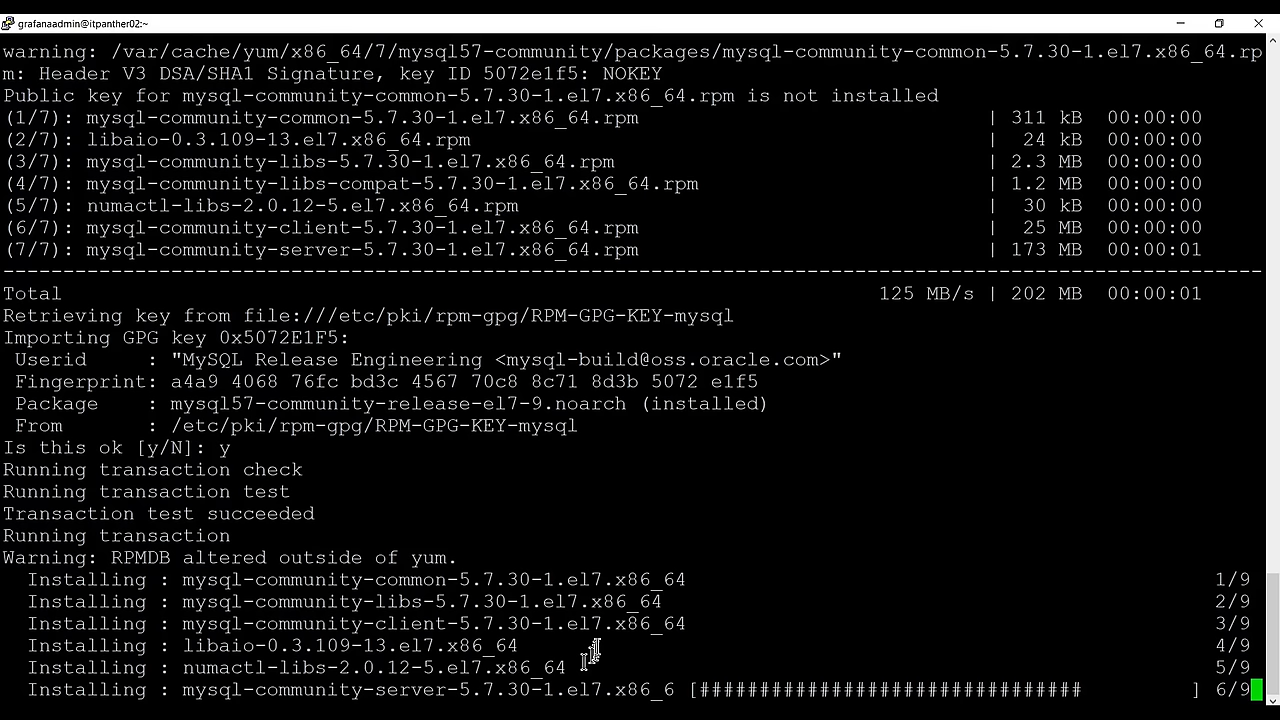 grafanaadmin@itpanther02:~
warning: /var/cache/yum/x86_64/7/mysql57-community/packages/mysql-community-common-5.7.30-1.el7.x86_64.rp
m: Header V3 DSA/SHA1 Signature, key ID 5072e1f5: NOKEY
Public key for mysql-community-common-5.7.30-1.el7.x86_64.rpm is not installed
(1/7): mysql-community-common-5.7.30-1.el7.x86_64.rpm | 311 kB 00:00:00
(2/7): libaio-0.3.109-13.el7.x86_64.rpm | 24 kB 00:00:00
(3/7): mysql-community-libs-5.7.30-1.el7.x86_64.rpm | 2.3 MB 00:00:00
(4/7): mysql-community-libs-compat-5.7.30-1.el7.x86_64.rpm | 1.2 MB 00:00:00
(5/7): numactl-libs-2.0.12-5.el7.x86_64.rpm | 30 kB 00:00:00
(6/7): mysql-community-client-5.7.30-1.el7.x86_64.rpm | 25 MB 00:00:00
(7/7): mysql-community-server-5.7.30-1.el7.x86_64.rpm | 173 MB 00:00:01
---------------------------------------------------------------------------------------------------------
Total 125 MB/s | 202 MB 00:00:01
Retrieving key from file:///etc/pki/rpm-gpg/RPM-GPG-KEY-mysql
Importing GPG key 0x5072E1F5:
Userid : "MySQL Release Engineering <mysql-build@oss.oracle.com>"
Fingerprint: a4a9 4068 76fc bd3c 4567 70c8 8c71 8d3b 5072 e1f5
Package : mysql57-community-release-el7-9.noarch (installed)
From : /etc/pki/rpm-gpg/RPM-GPG-KEY-mysql
Is this ok [y/N]: y
Running transaction check
Running transaction test
Transaction test succeeded
Running transaction
Warning: RPMDB altered outside of yum.
Installing : mysql-community-common-5.7.30-1.el7.x86_64 1/9
Installing : mysql-community-libs-5.7.30-1.el7.x86_64 2/9
Installing : mysql-community-client-5.7.30-1.el7.x86_64 3/9
Installing : libaio-0.3.109-13.el7.x86_64 4/9
Installing : numactl-libs-2.0.12-5.el7.x86_64 5/9
Installing : mysql-community-server-5.7.30-1.el7.x86_6 [################################ ] 6/9